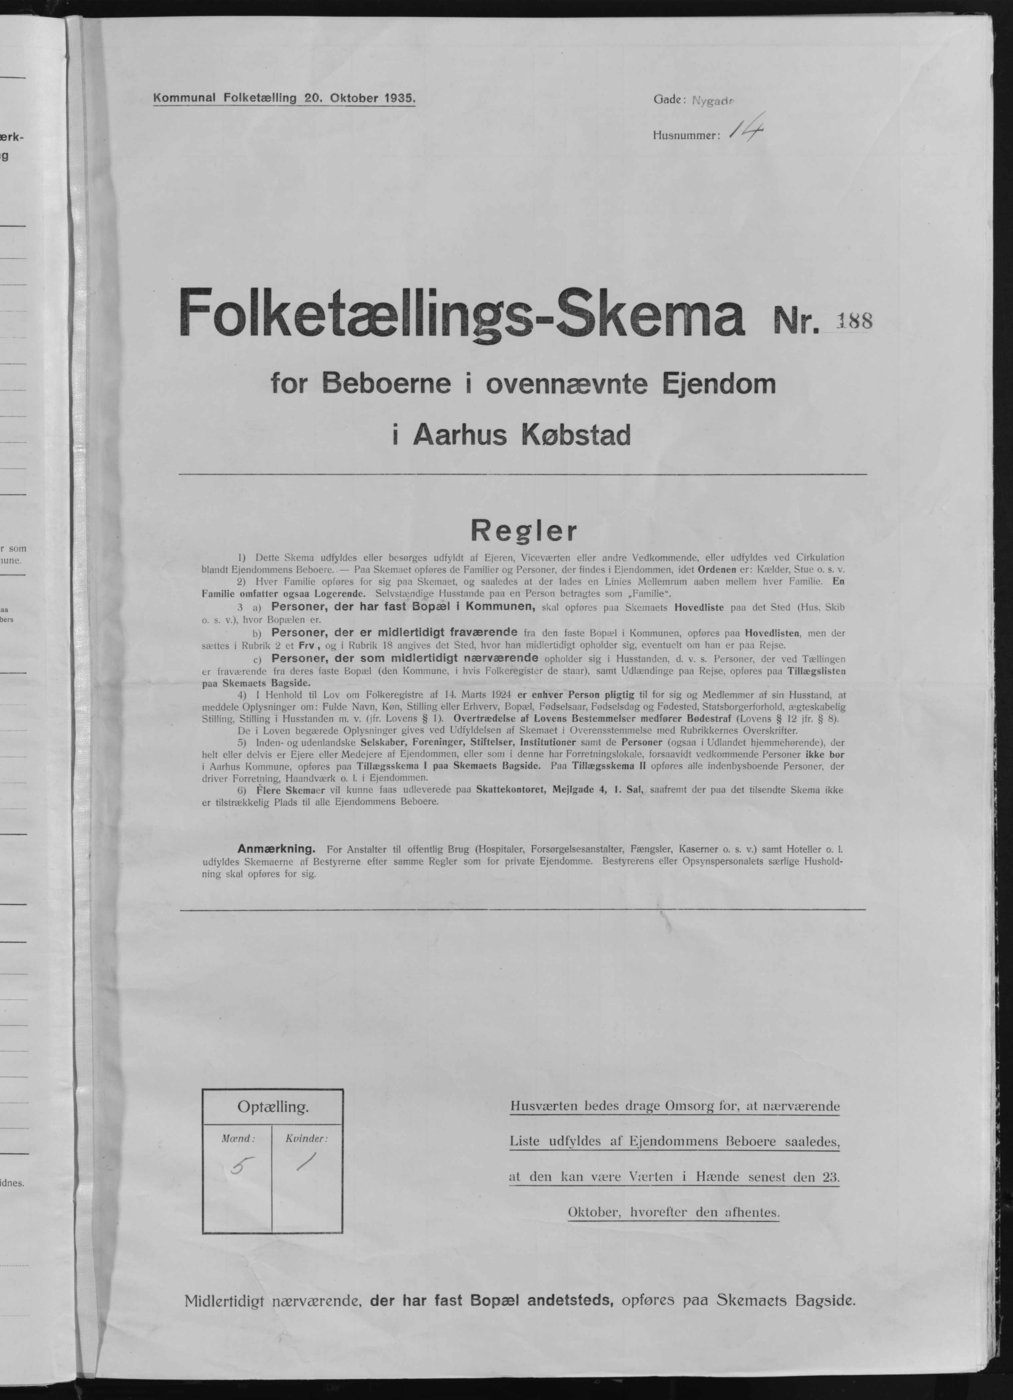 Kommunal Folketælling 20. Oktober 1935.
Gade: Nygade
Husnummer: 14
Folketællings-Skema Nr. 188
for Beboerne i ovennævnte Ejendom
i Aarhus Købstad
Regler
1) Dette Skema udfyldes eller besørges udfyldt af Ejeren, Viceværten eller andre Vedkommende, eller udfyldes ved Cirkulation
blandt Ejendommens Beboere. — Paa Skemaet opføres de Familier og Personer, der findes i Ejendommen, idet Ordenen er: Kælder, Stue o. s. v.
2) Hver Familie opføres for sig paa Skemaet, og saaledes at der lades en Linies Mellemrum aaben mellem hver Familie. En
Familie omfatter ogsaa Logerende. Selvstændige Husstande paa en Person betragtes som „Familie“.
3 a) Personer, der har fast Bopæl i Kommunen, skal opføres paa Skemaets Hovedliste paa det Sted (Hus, Skib
o. s. v.), hvor Bopælen er.
b) Personer, der er midlertidigt fraværende fra den faste Bopæl i Kommunen, opføres paa Hovedlisten, men der
sættes i Rubrik 2 et Frv., og i Rubrik 18 angives det Sted, hvor han midlertidigt opholder sig, eventuelt om han er paa Rejse.
c) Personer, der som midlertidigt nærværende opholder sig i Husstanden, d. v. s. Personer, der ved Tællingen
er fraværende fra deres faste Bopæl (den Kommune, i hvis Folkeregister de staar), samt Udlændinge paa Rejse, opføres paa Tillægslisten
paa Skemaets Bagside.
4) I Henhold til Lov om Folkeregistre af 14. Marts 1924 er enhver Person pligtig til for sig og Medlemmer af sin Husstand, at
meddele Oplysninger om: Fulde Navn, Køn, Stilling eller Erhverv, Bopæl, Fødselsaar, Fødselsdag og Fødested, Statsborgerforhold, ægteskabelig
Stilling, Stilling i Husstanden m. v. (jfr. Lovens § 1). Overtrædelse af Lovens Bestemmelser medfører Bødestraf (Lovens § 12 jfr. § 8).
De i Loven begærede Oplysninger gives ved Udfyldelsen af Skemaet i Overensstemmelse med Rubrikkernes Overskrifter.
5) Inden- og udenlandske Selskaber, Foreninger, Stiftelser, Institutioner samt de Personer (ogsaa i Udlandet hjemmehørende), der
helt eller delvis er Ejere eller Medejere af Ejendommen, eller som i denne har Forretningslokale, forsaavidt vedkommende Personer ikke bor
i Aarhus Kommune, opføres paa Tillægsskema I paa Skemaets Bagside. Paa Tillægsskema II opføres alle indenbysboende Personer, der
driver Forretning, Haandværk o. l. i Ejendommen.
6) Flere Skemaer vil kunne faas udleverede paa Skattekontoret, Mejlgade 4, 1. Sal, saafremt der paa det tilsendte Skema ikke
er tilstrækkelig Plads til alle Ejendommens Beboere.
Anmærkning. For Anstalter til offentlig Brug (Hospitaler, Forsørgelsesanstalter, Fængsler, Kaserner o. s. v.) samt Hoteller o. l.
udfyldes Skemaerne af Bestyrerne efter samme Regler som for private Ejendomme. Bestyrerens eller Opsynspersonalets særlige Hushold-
ning skal opføres for sig.
Optælling.
Mænd: Kvinder:
5 1
Husværten bedes drage Omsorg for, at nærværende
Liste udfyldes af Ejendommens Beboere saaledes,
at den kan være Værten i Hænde senest den 23.
Oktober, hvorefter den afhentes.
Midlertidigt nærværende, der har fast Bopæl andetsteds, opføres paa Skemaets Bagside.